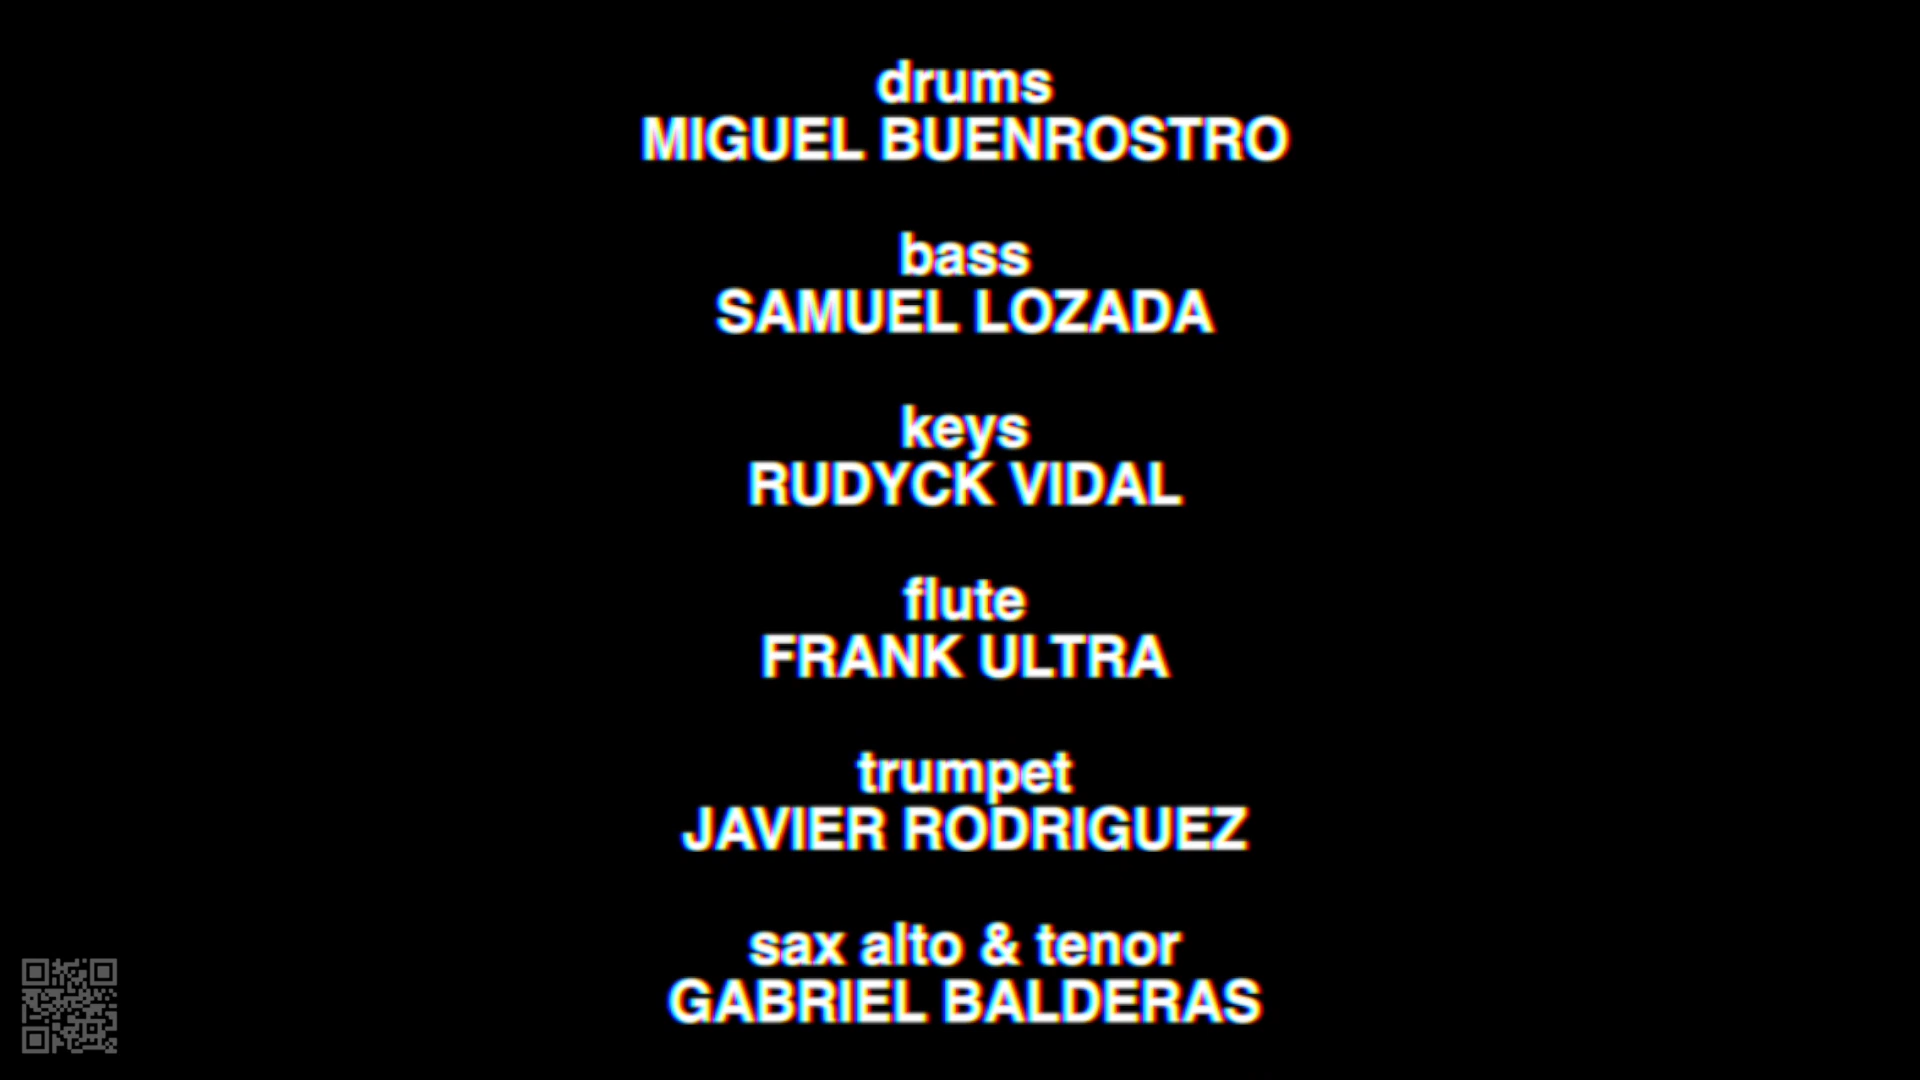 drums
MIGUEL BUENROSTRO
bass
SAMUEL LOZADA
keys
RUDYCK VIDAL
flute
FRANK ULTRA
trumpet
JAVIER RODRIGUEZ
sax alto & tenor
GABRIEL BALDERAS